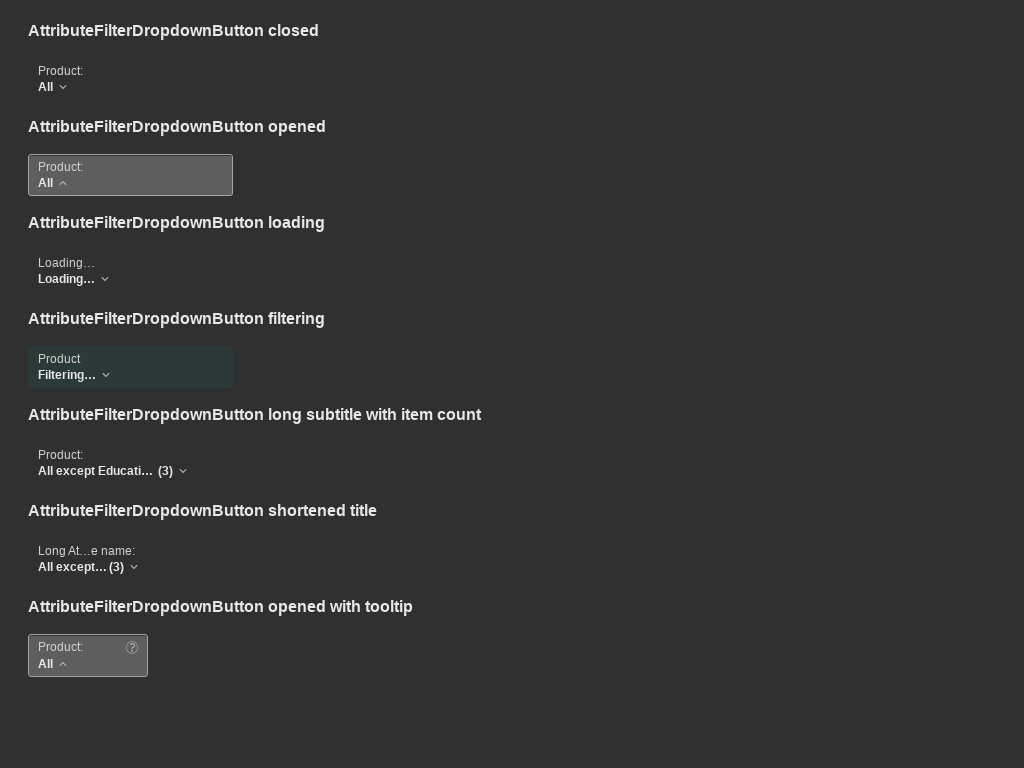 AttributeFilterDropdownButton closed
Product:
All
AttributeFilterDropdownButton opened
Product:
All
AttributeFilterDropdownButton loading
Loading…
Loading…
AttributeFilterDropdownButton filtering
Product
Filtering…
AttributeFilterDropdownButton long subtitle with item count
Product:
All except Educati… (3)
AttributeFilterDropdownButton shortened title
Long At…e name:
All except… (3)
AttributeFilterDropdownButton opened with tooltip
Product:
All